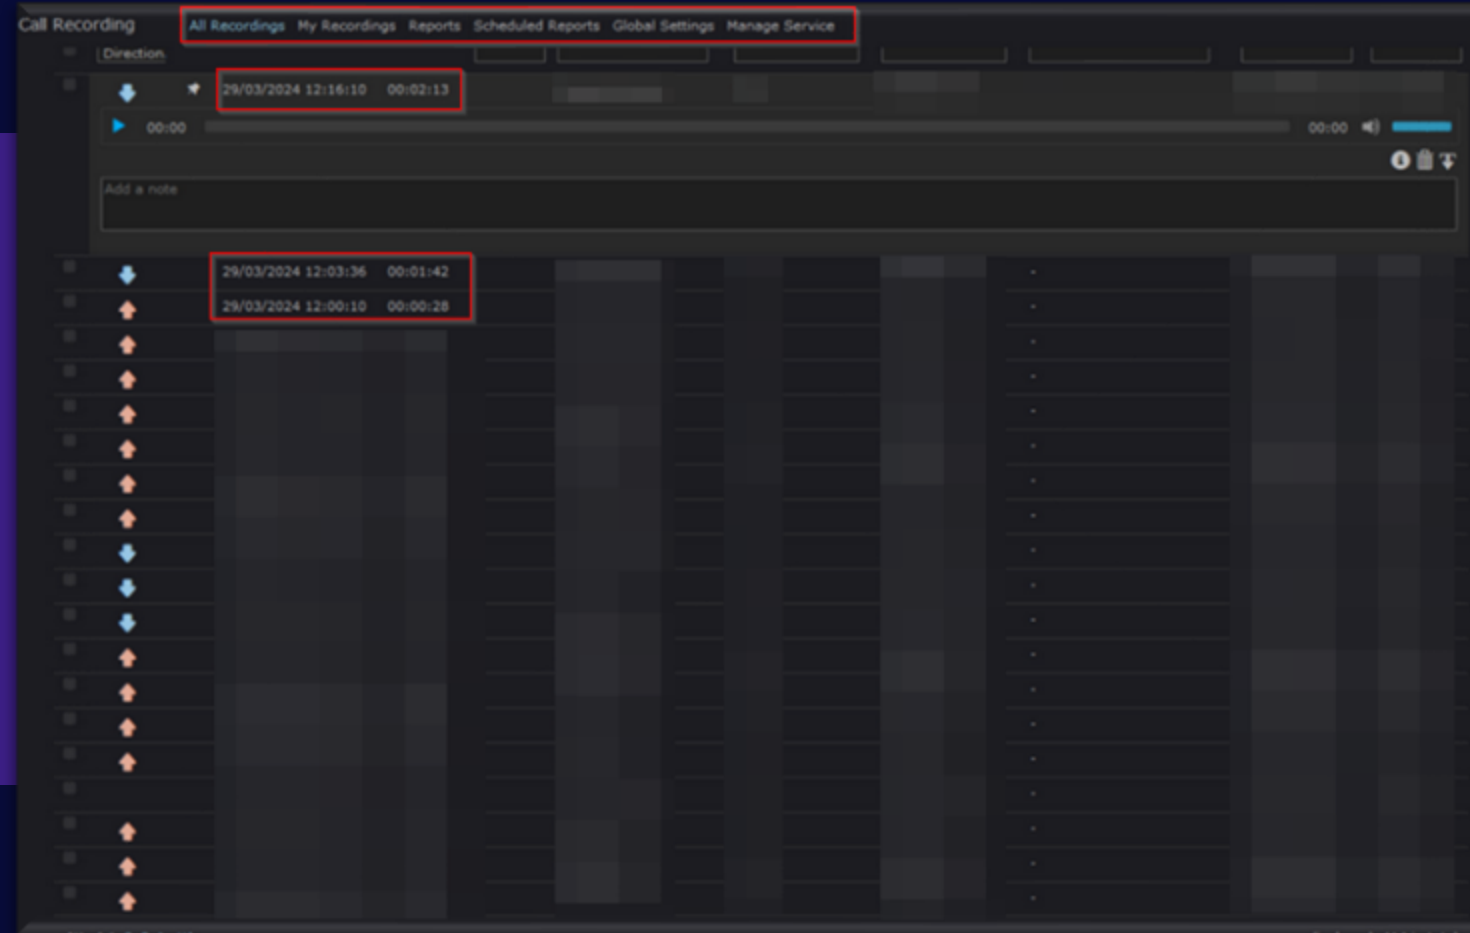 Call Recording All Recordings My Recordings Reports Scheduled Reports Global Settings Manage Service
Direction
29/03/2024 12:16:10 00:02:13
00:00 00:00
Add a note
29/03/2024 12:03:36 00:01:42
29/03/2024 12:00:10 00:00:28